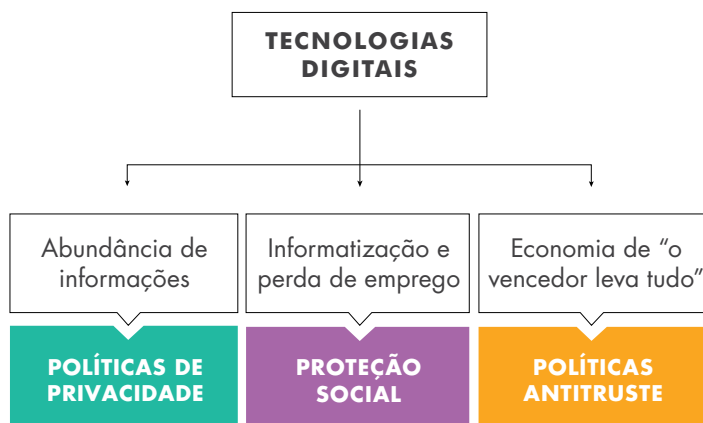 TECNOLOGIAS
DIGITAIS
Abundância de
informações
Informatização e
perda de emprego
Economia de “o
vencedor leva tudo”
POLÍTICAS DE
PRIVACIDADE
PROTEÇÃO
SOCIAL
POLÍTICAS
ANTITRUSTE